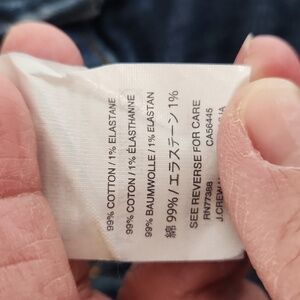 99% COTTON / 1% ELASTANE
99% COTON / 1% ÉLASTHANNE
99% BAUMWOLLE / 1% ELASTAN
綿 99% / エラステーン 1%
SEE REVERSE FOR CARE
RN77388 CA56445
J.CREW